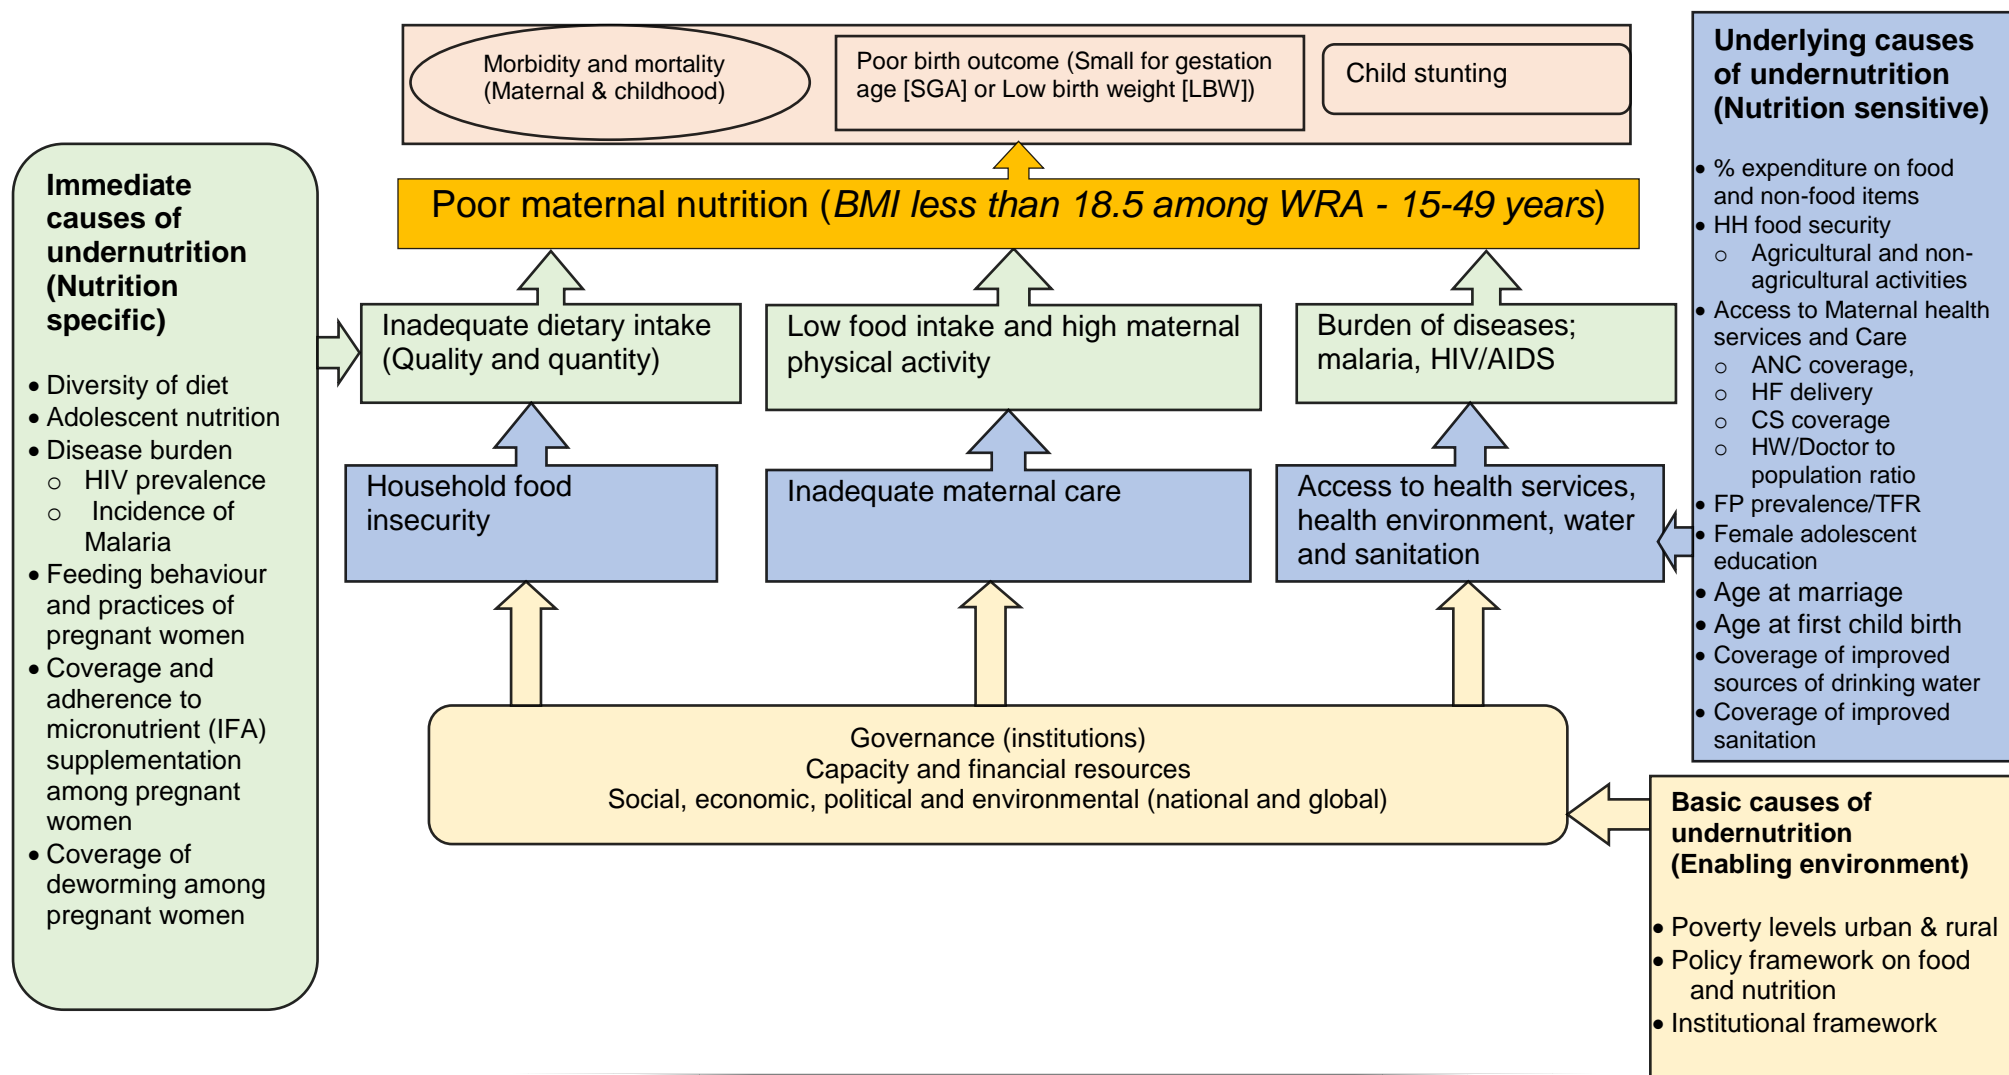 Morbidity and mortality
(Maternal & childhood)
Poor birth outcome (Small for gestation
age [SGA] or Low birth weight [LBW])
Child stunting
Poor maternal nutrition (BMI less than 18.5 among WRA - 15-49 years)
Immediate
causes of
undernutrition
(Nutrition
specific)
• Diversity of diet
• Adolescent nutrition
• Disease burden
o HIV prevalence
o Incidence of
Malaria
• Feeding behaviour
and practices of
pregnant women
• Coverage and
adherence to
micronutrient (IFA)
supplementation
among pregnant
women
• Coverage of
deworming among
pregnant women
Inadequate dietary intake
(Quality and quantity)
Low food intake and high maternal
physical activity
Burden of diseases;
malaria, HIV/AIDS
Household food
insecurity
Inadequate maternal care
Access to health services,
health environment, water
and sanitation
Governance (institutions)
Capacity and financial resources
Social, economic, political and environmental (national and global)
Underlying causes
of undernutrition
(Nutrition sensitive)
• % expenditure on food
and non-food items
• HH food security
o Agricultural and non-
agricultural activities
• Access to Maternal health
services and Care
o ANC coverage,
o HF delivery
o CS coverage
o HW/Doctor to
population ratio
• FP prevalence/TFR
• Female adolescent
education
• Age at marriage
• Age at first child birth
• Coverage of improved
sources of drinking water
• Coverage of improved
sanitation
Basic causes of
undernutrition
(Enabling environment)
• Poverty levels urban & rural
• Policy framework on food
and nutrition
• Institutional framework